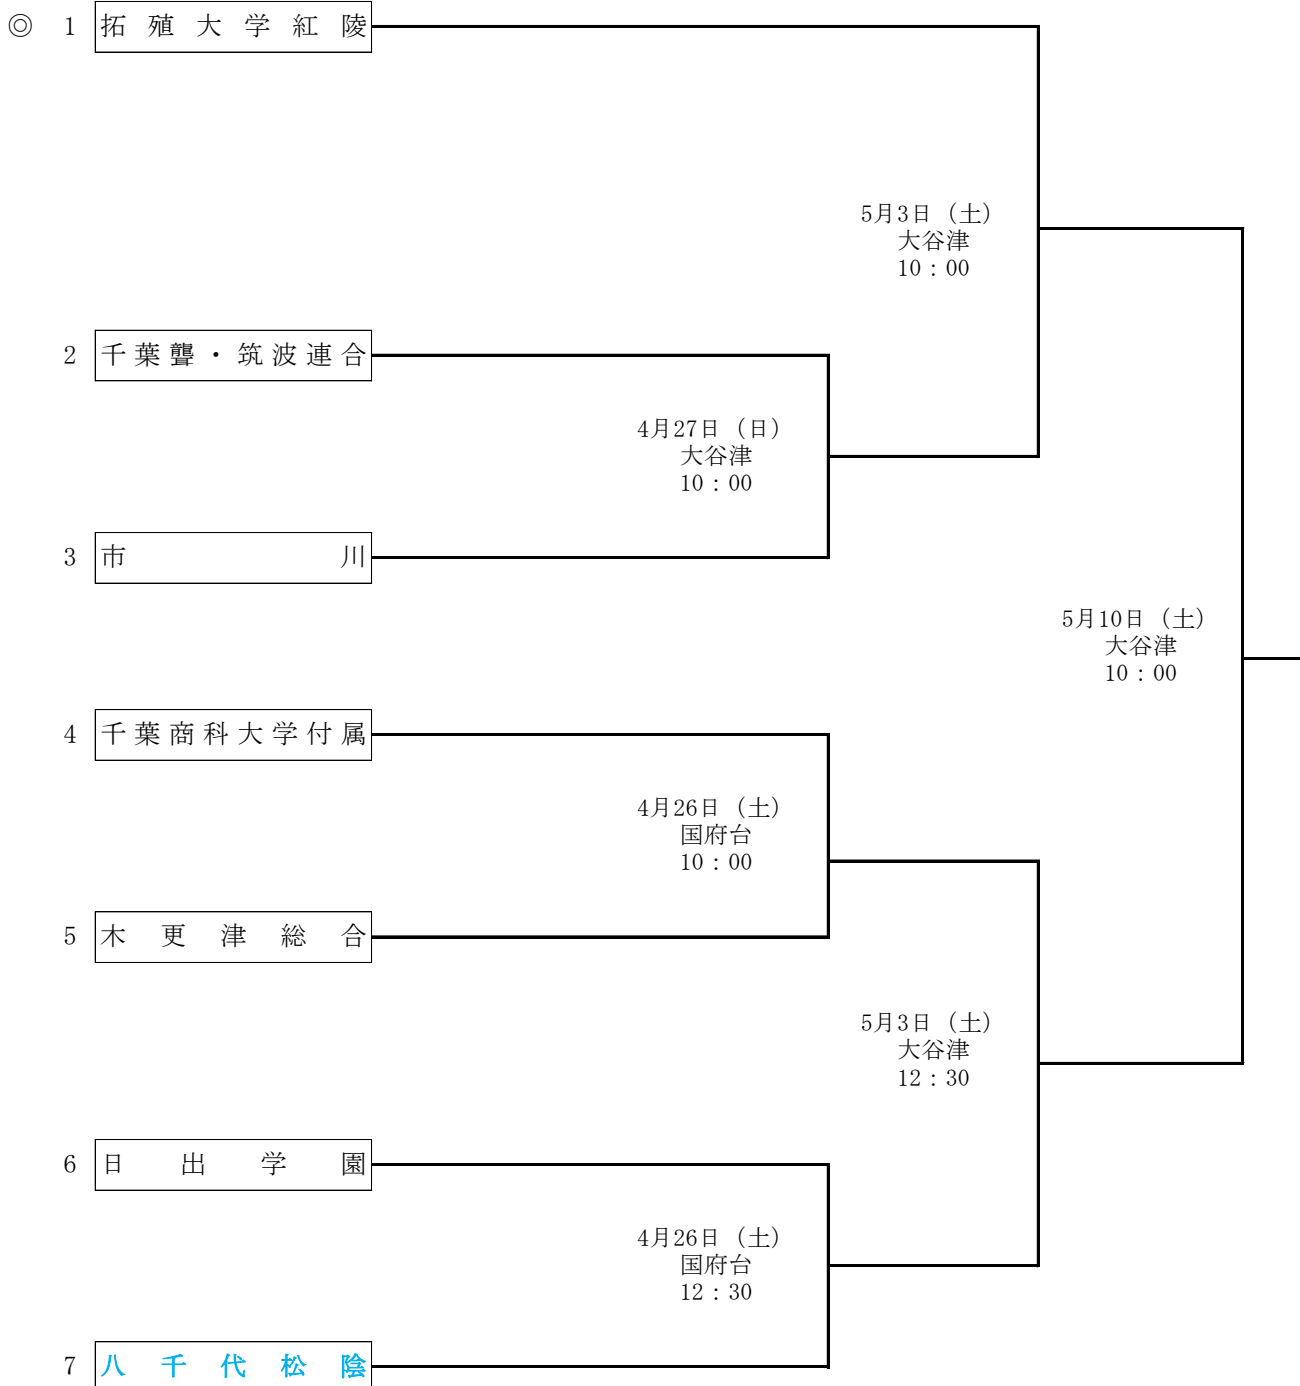 ◎ 1 拓殖大学紅陵
5月3日（土）
大谷津
10：00
2 千葉聾・筑波連合
4月27日（日）
大谷津
10：00
3 市川
5月10日（土）
大谷津
10：00
4 千葉商科大学付属
4月26日（土）
国府台
10：00
5 木更津総合
5月3日（土）
大谷津
12：30
6 日出学園
4月26日（土）
国府台
12：30
7 八千代松陰